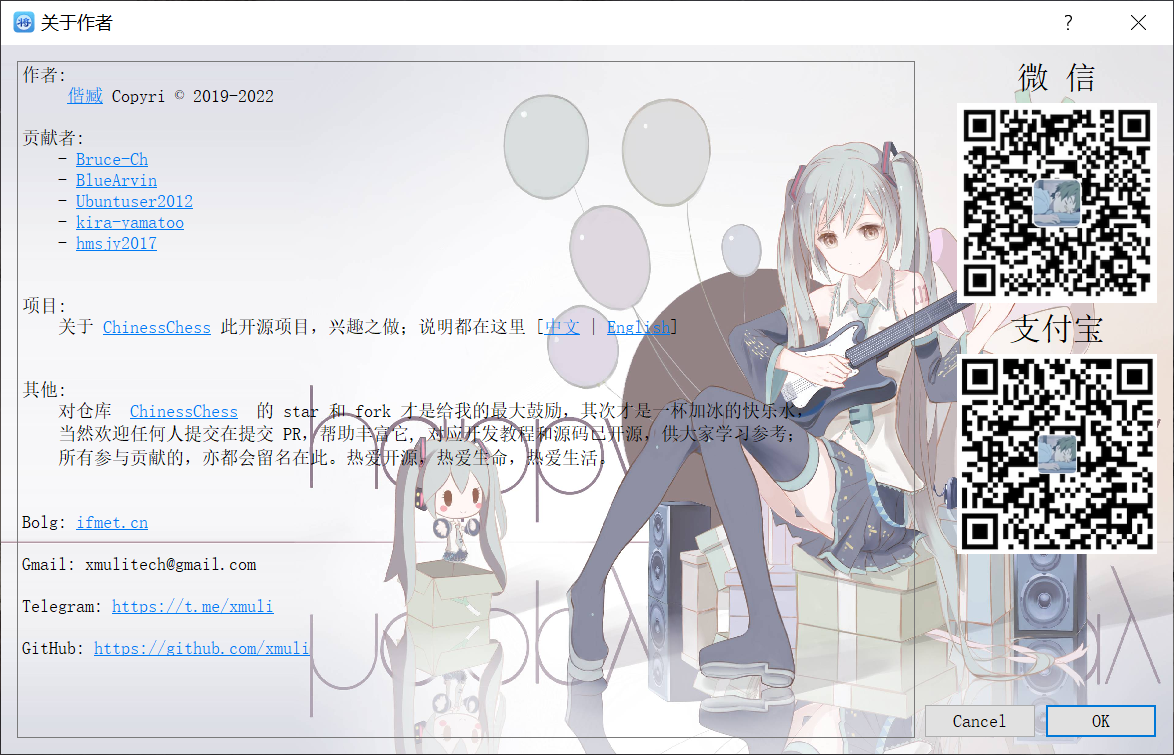 关于作者
作者:
偕臧 Copyri © 2019-2022
贡献者:
- Bruce-Ch
- BlueArvin
- Ubuntuser2012
- kira-yamatoo
- hmsjy2017
项目:
关于 ChinessChess 此开源项目，兴趣之做；说明都在这里 [中文 | English]
其他:
对仓库 ChinessChess 的 star 和 fork 才是给我的最大鼓励，其次才是一杯加冰的快乐水，
当然欢迎任何人提交在提交 PR，帮助丰富它, 对应开发教程和源码已开源，供大家学习参考；
所有参与贡献的，亦都会留名在此。热爱开源，热爱生命，热爱生活。
Bolg: ifmet.cn
Gmail: xmulitech@gmail.com
Telegram: https://t.me/xmuli
GitHub: https://github.com/xmuli
微 信
支付宝
01
Cancel
OK